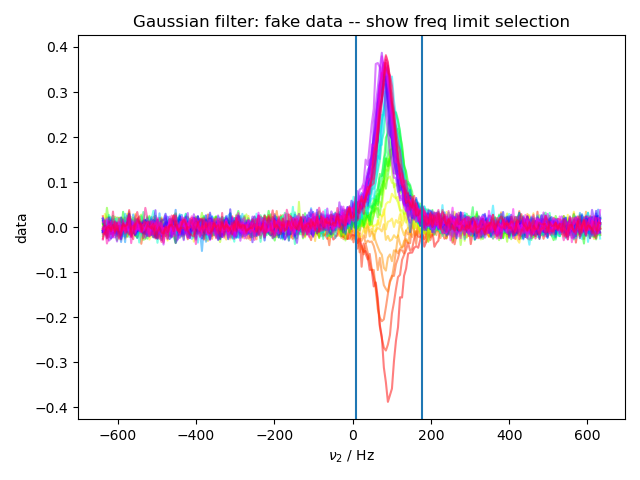 Gaussian filter: fake data -- show freq limit selection
0.4
0.3
0.2
0.1
0.0
−0.1
−0.2
−0.3
−0.4
data
−600 −400 −200 0 200 400 600
ν2 / Hz